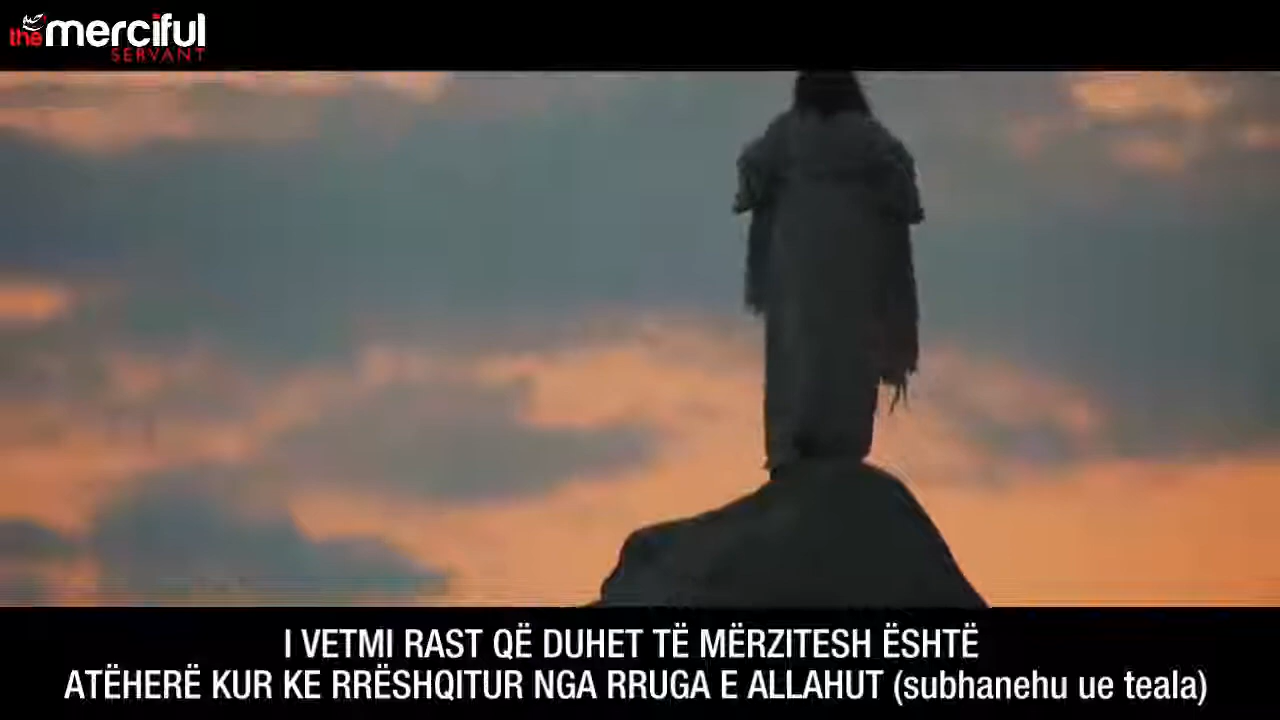 the merciful
SERVANT
I VETMI RAST QË DUHET TË MËRZITESH ËSHTË
ATËHERË KUR KE RRËSHQITUR NGA RRUGA E ALLAHUT (subhanehu ue teala)